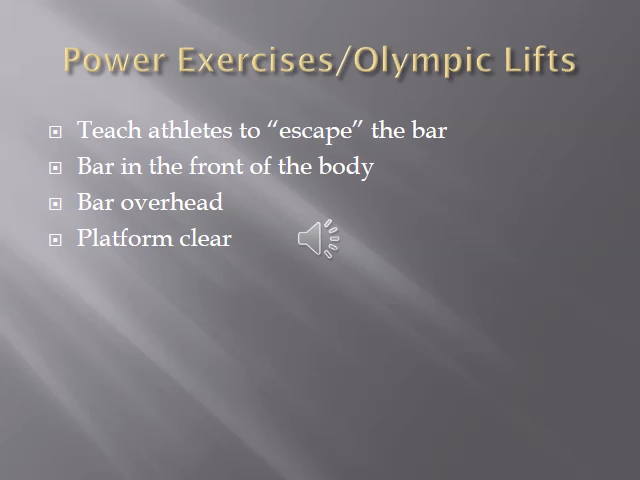 Power Exercises/Olympic Lifts
Teach athletes to “escape” the bar
Bar in the front of the body
Bar overhead
Platform clear